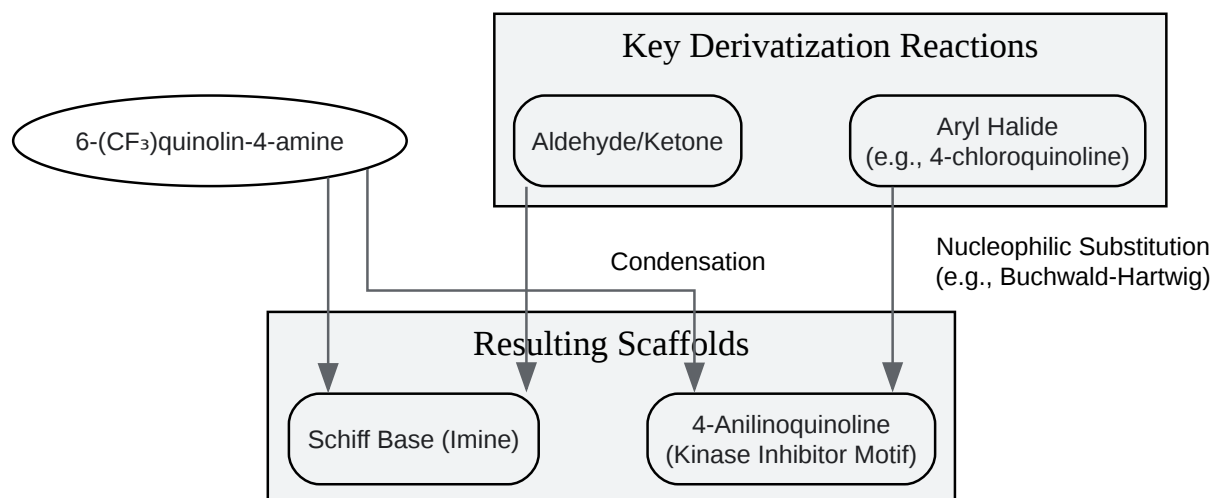 Key Derivatization Reactions
6-(CF₃)quinolin-4-amine
Aldehyde/Ketone
Aryl Halide
(e.g., 4-chloroquinoline)
Condensation
Nucleophilic Substitution
(e.g., Buchwald-Hartwig)
Resulting Scaffolds
Schiff Base (Imine)
4-Anilinoquinoline
(Kinase Inhibitor Motif)